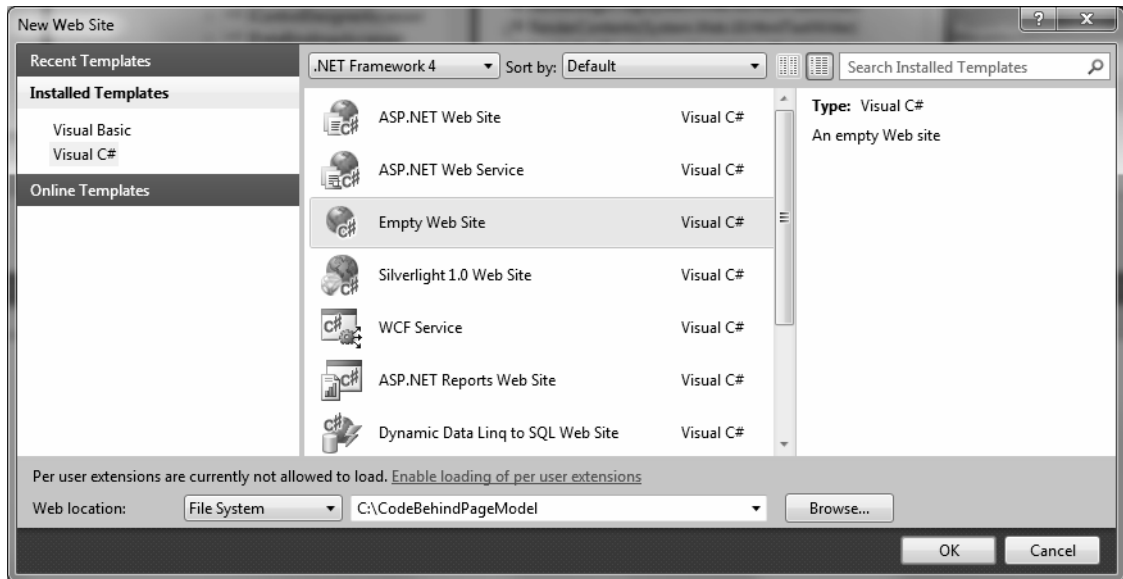 New Web Site
Recent Templates
Installed Templates
Visual Basic
Visual C#
Online Templates
.NET Framework 4
Sort by: Default
Search Installed Templates
ASP.NET Web Site Visual C#
ASP.NET Web Service Visual C#
Empty Web Site Visual C#
Silverlight 1.0 Web Site Visual C#
WCF Service Visual C#
ASP.NET Reports Web Site Visual C#
Dynamic Data Linq to SQL Web Site Visual C#
Type: Visual C#
An empty Web site
Per user extensions are currently not allowed to load. Enable loading of per user extensions
Web location: File System C:\CodeBehindPageModel Browse...
OK Cancel